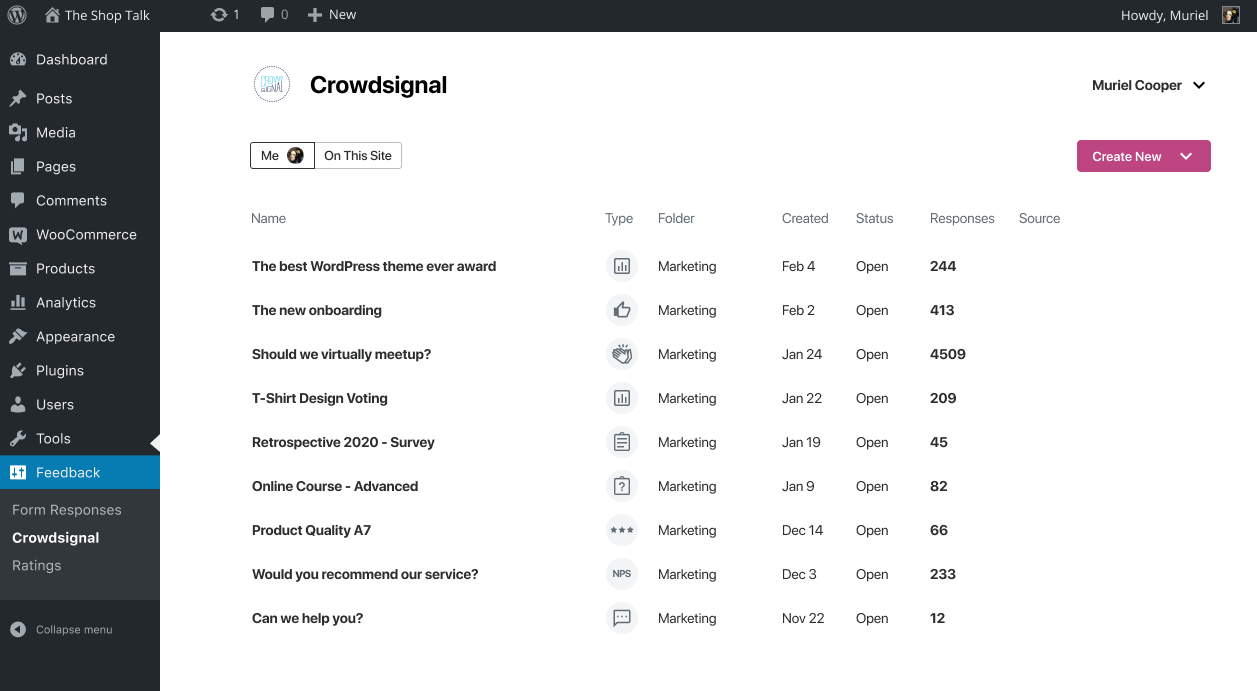 The Shop Talk 1 0 New Howdy, Muriel
Dashboard
Posts
Media
Pages
Comments
WooCommerce
Products
Analytics
Appearance
Plugins
Users
Tools
Feedback
Form Responses
Crowdsignal
Ratings
Collapse menu
CROWDSIGNAL
Crowdsignal
Muriel Cooper
Me On This Site
Create New
Name Type Folder Created Status Responses Source
The best WordPress theme ever award Marketing Feb 4 Open 244
The new onboarding Marketing Feb 2 Open 413
Should we virtually meetup? Marketing Jan 24 Open 4509
T-Shirt Design Voting Marketing Jan 22 Open 209
Retrospective 2020 - Survey Marketing Jan 19 Open 45
Online Course - Advanced ? Marketing Jan 9 Open 82
Product Quality A7 Marketing Dec 14 Open 66
Would you recommend our service? NPS Marketing Dec 3 Open 233
Can we help you? Marketing Nov 22 Open 12